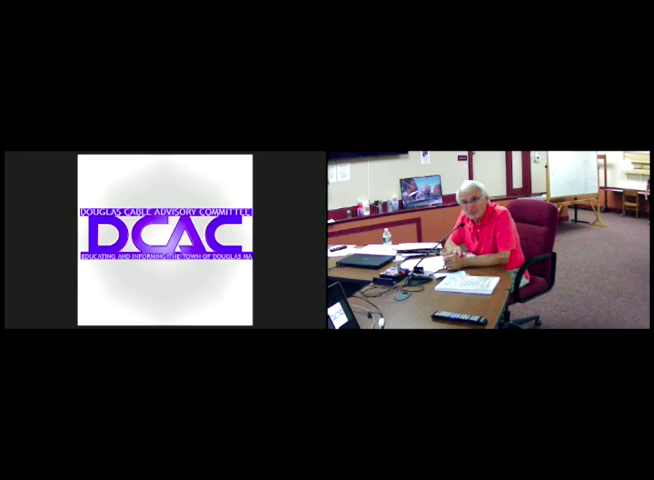 DOUGLAS CABLE ADVISORY COMMITTEE
DCAC
EDUCATING AND INFORMING THE TOWN OF DOUGLAS MA